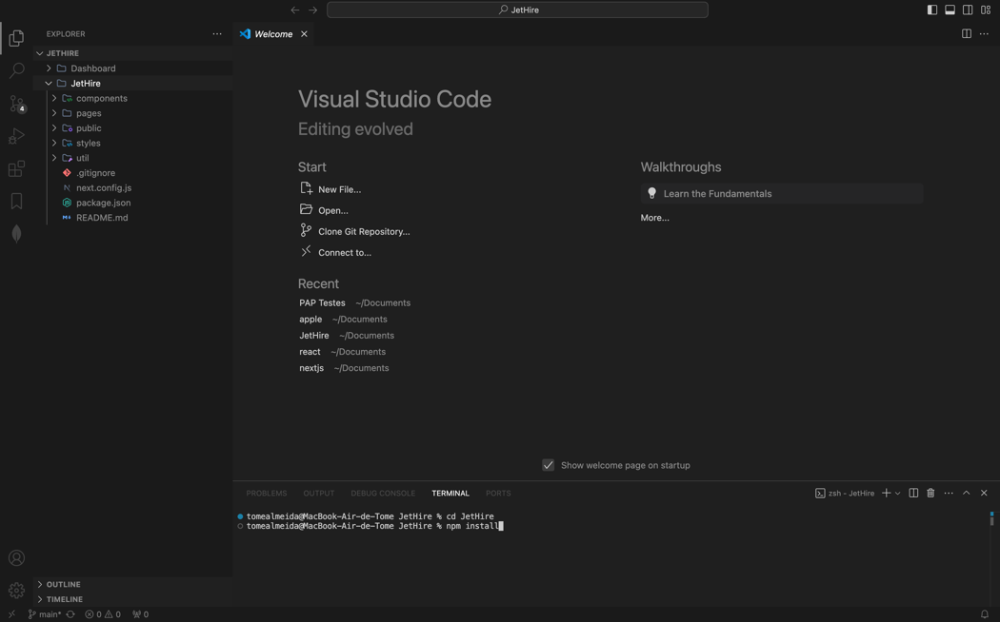 JetHire
EXPLORER
JETHIRE
Dashboard
JetHire
components
pages
public
styles
util
.gitignore
next.config.js
package.json
README.md
4
OUTLINE
TIMELINE
Welcome
Visual Studio Code
Editing evolved
Start
New File...
Open...
Clone Git Repository...
Connect to...
Recent
PAP Testes ~/Documents
apple ~/Documents
JetHire ~/Documents
react ~/Documents
nextjs ~/Documents
Walkthroughs
Learn the Fundamentals
More...
Show welcome page on startup
PROBLEMS OUTPUT DEBUG CONSOLE TERMINAL PORTS zsh - JetHire
tomealmeida@MacBook-Air-de-Tome JetHire % cd JetHire
tomealmeida@MacBook-Air-de-Tome JetHire % npm install
main* 0 0 0